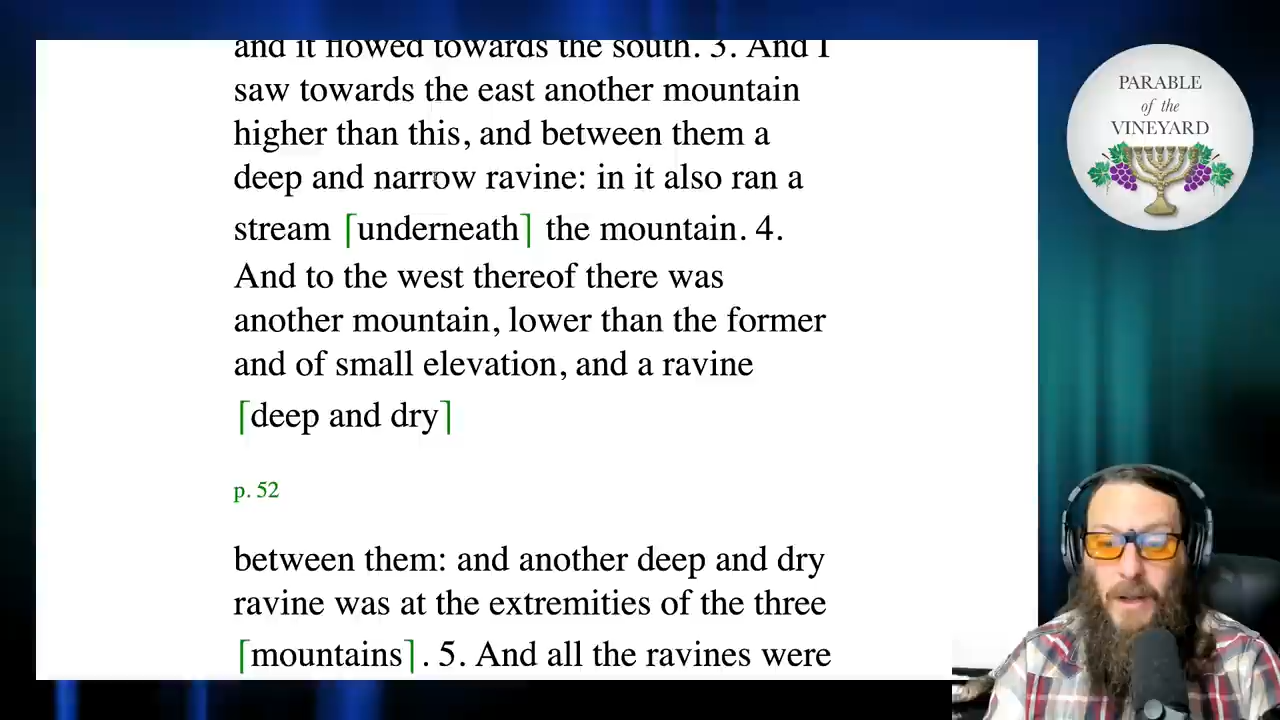 and it flowed towards the south. 3. And I
saw towards the east another mountain
higher than this, and between them a
deep and narrow ravine: in it also ran a
stream ⌈underneath⌉ the mountain. 4.
And to the west thereof there was
another mountain, lower than the former
and of small elevation, and a ravine
⌈deep and dry⌉
p. 52
between them: and another deep and dry
ravine was at the extremities of the three
⌈mountains⌉. 5. And all the ravines were
PARABLE
of the
VINEYARD